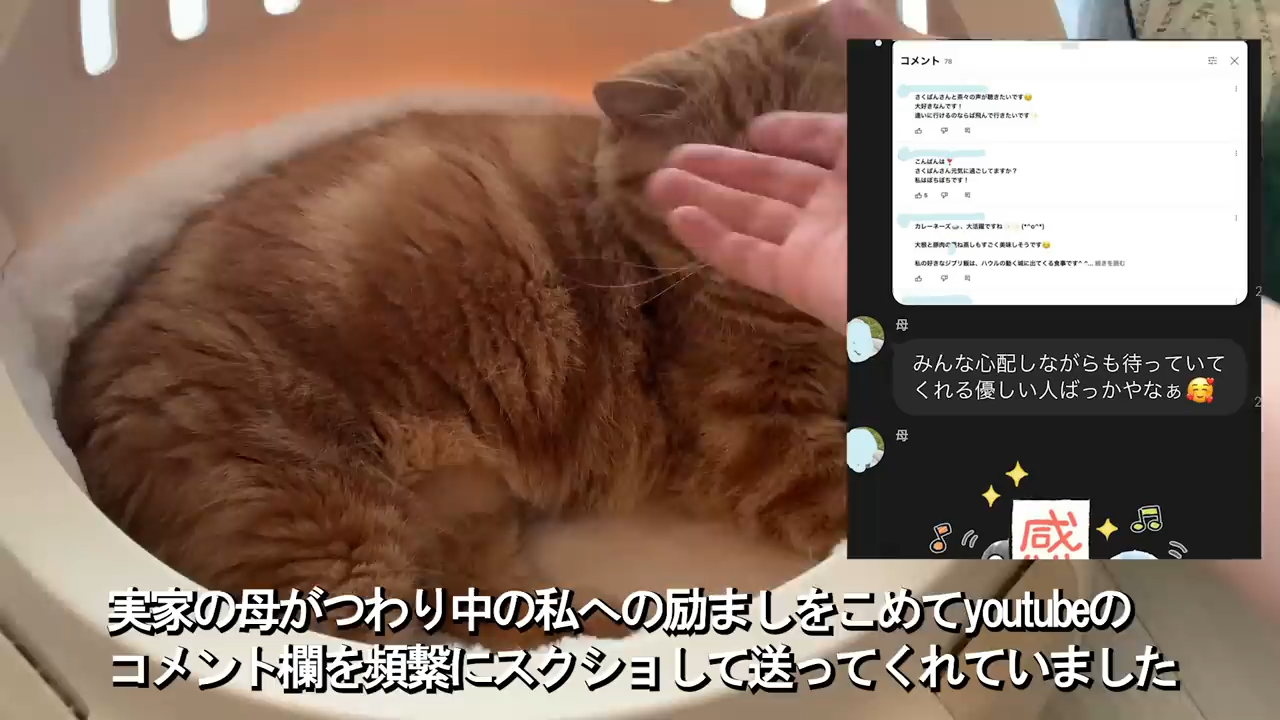 コメント 78
さくぱんさんと茶々の声が聴きたいです😊
大好きなんです！
逢いに行けるのならば飛んで行きたいです✨
こんばんは❣
さくぱんさん元気に過ごしてますか？
私はぼちぼちです！
5
カレーネーズ🍛、大活躍ですね✨✨(*^o^*)
大根と豚肉の
ね蒸しもすごく美味しそうです😊
私の好きなジブリ飯は、ハウルの動く城に出てくる食事です^ ^... 続きを読む
母
みんな心配しながらも待っていて
くれる優しい人ばっかやなぁ🥰
母
感
実家の母がつわり中の私への励ましをこめてyoutubeの
コメント欄を頻繁にスクショして送ってくれていました